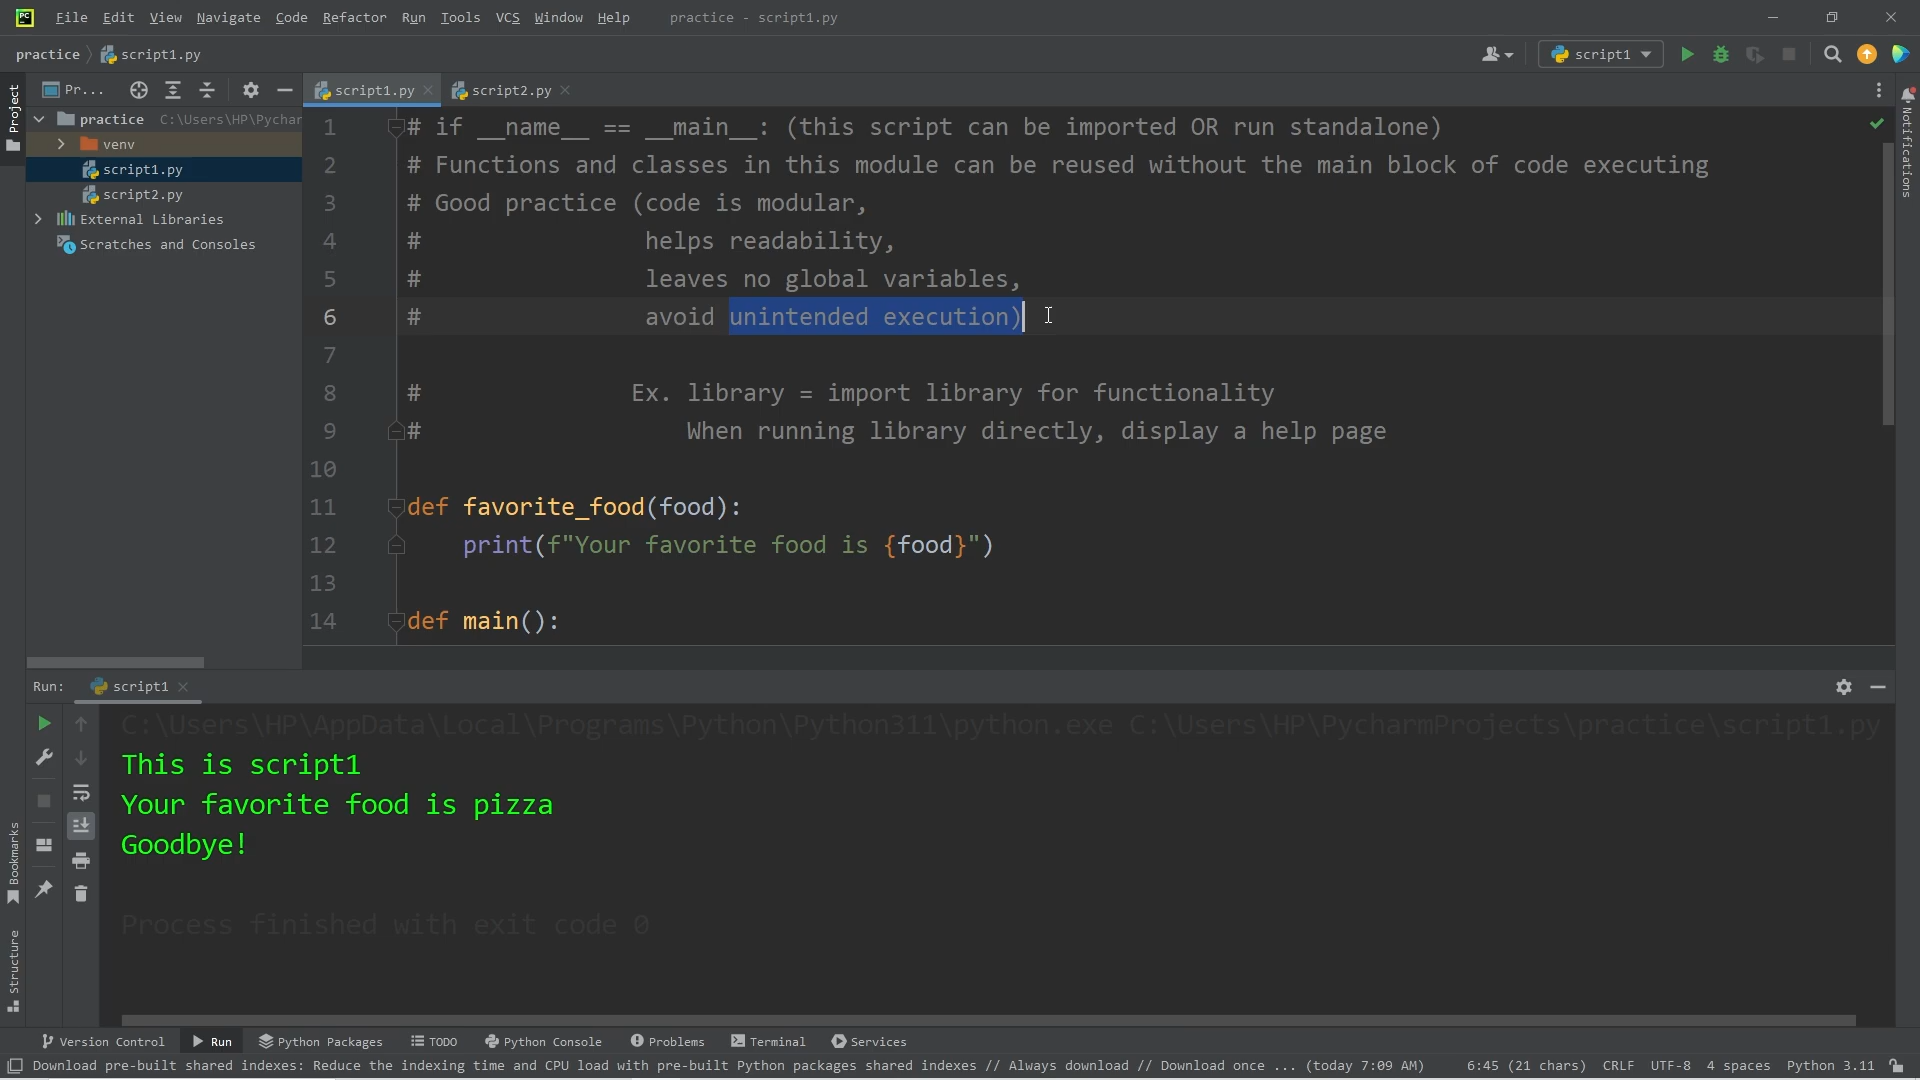 PC File Edit View Navigate Code Refactor Run Tools VCS Window Help practice - script1.py
practice script1.py script1
Pr... script1.py script2.py
Project
Notifications
practice C:\Users\HP\Pychar
venv
script1.py
script2.py
External Libraries
Scratches and Consoles
1 # if __name__ == __main__: (this script can be imported OR run standalone)
2 # Functions and classes in this module can be reused without the main block of code executing
3 # Good practice (code is modular,
4 # helps readability,
5 # leaves no global variables,
6 # avoid unintended execution)
7
8 # Ex. library = import library for functionality
9 # When running library directly, display a help page
10
11 def favorite_food(food):
12 print(f"Your favorite food is {food}")
13
14 def main():
Run: script1
C:\Users\HP\AppData\Local\Programs\Python\Python311\python.exe C:\Users\HP\PycharmProjects\practice\script1.py
This is script1
Your favorite food is pizza
Goodbye!
Process finished with exit code 0
Bookmarks
Structure
Version Control Run Python Packages TODO Python Console Problems Terminal Services
Download pre-built shared indexes: Reduce the indexing time and CPU load with pre-built Python packages shared indexes // Always download // Download once ... (today 7:09 AM) 6:45 (21 chars) CRLF UTF-8 4 spaces Python 3.11